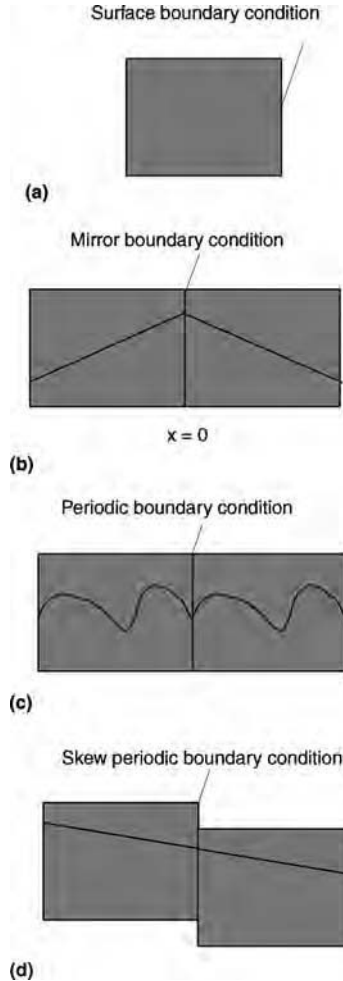 Surface boundary condition
(a)
Mirror boundary condition
x = 0
(b)
Periodic boundary condition
(c)
Skew periodic boundary condition
(d)